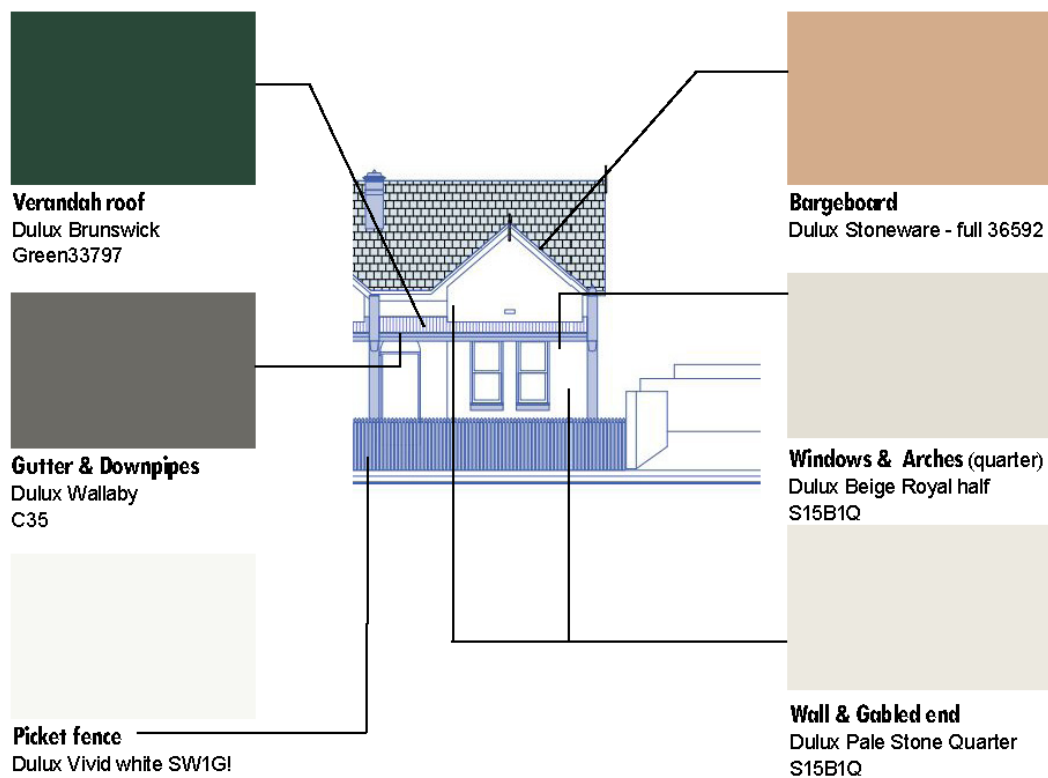 Verandah roof
Dulux Brunswick
Green33797
Gutter & Downpipes
Dulux Wallaby
C35
Picket fence
Dulux Vivid white SW1G!
Bargeboard
Dulux Stoneware - full 36592
Windows & Arches (quarter)
Dulux Beige Royal half
S15B1Q
Wall & Gabled end
Dulux Pale Stone Quarter
S15B1Q